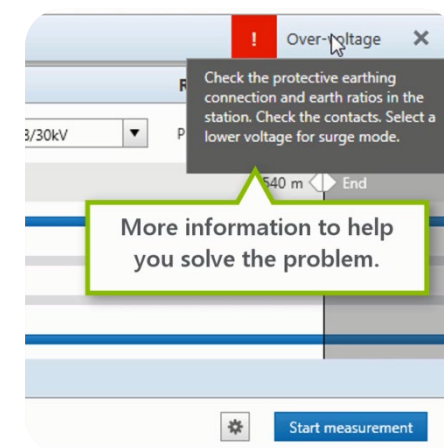 ! Over-voltage
Check the protective earthing
connection and earth ratios in the
station. Check the contacts. Select a
lower voltage for surge mode.
/30kV
540 m End
More information to help
you solve the problem.
Start measurement